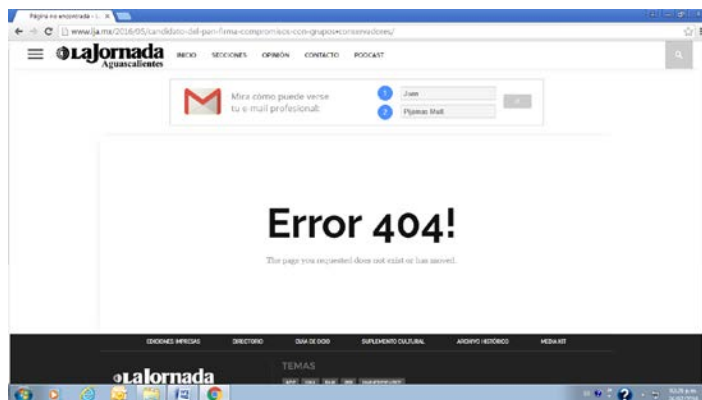 Página no encontrada - L
www.lja.mx/2016/05/candidato-del-pan-firma-compromisos-con-grupos-conservadores/
LaJornada
Aguascalientes
INICIO SECCIONES OPINIÓN CONTACTO PODCAST
Mira cómo puede verse
tu e-mail profesional:
1 Juan
2 Pijamas Mall
Error 404!
The page you requested does not exist or has moved.
EDICIONES IMPRESAS DIRECTORIO GUIA DE OCIO SUPLEMENTO CULTURAL ARCHIVO HISTÓRICO MEDIA KIT
LaJornada
TEMAS